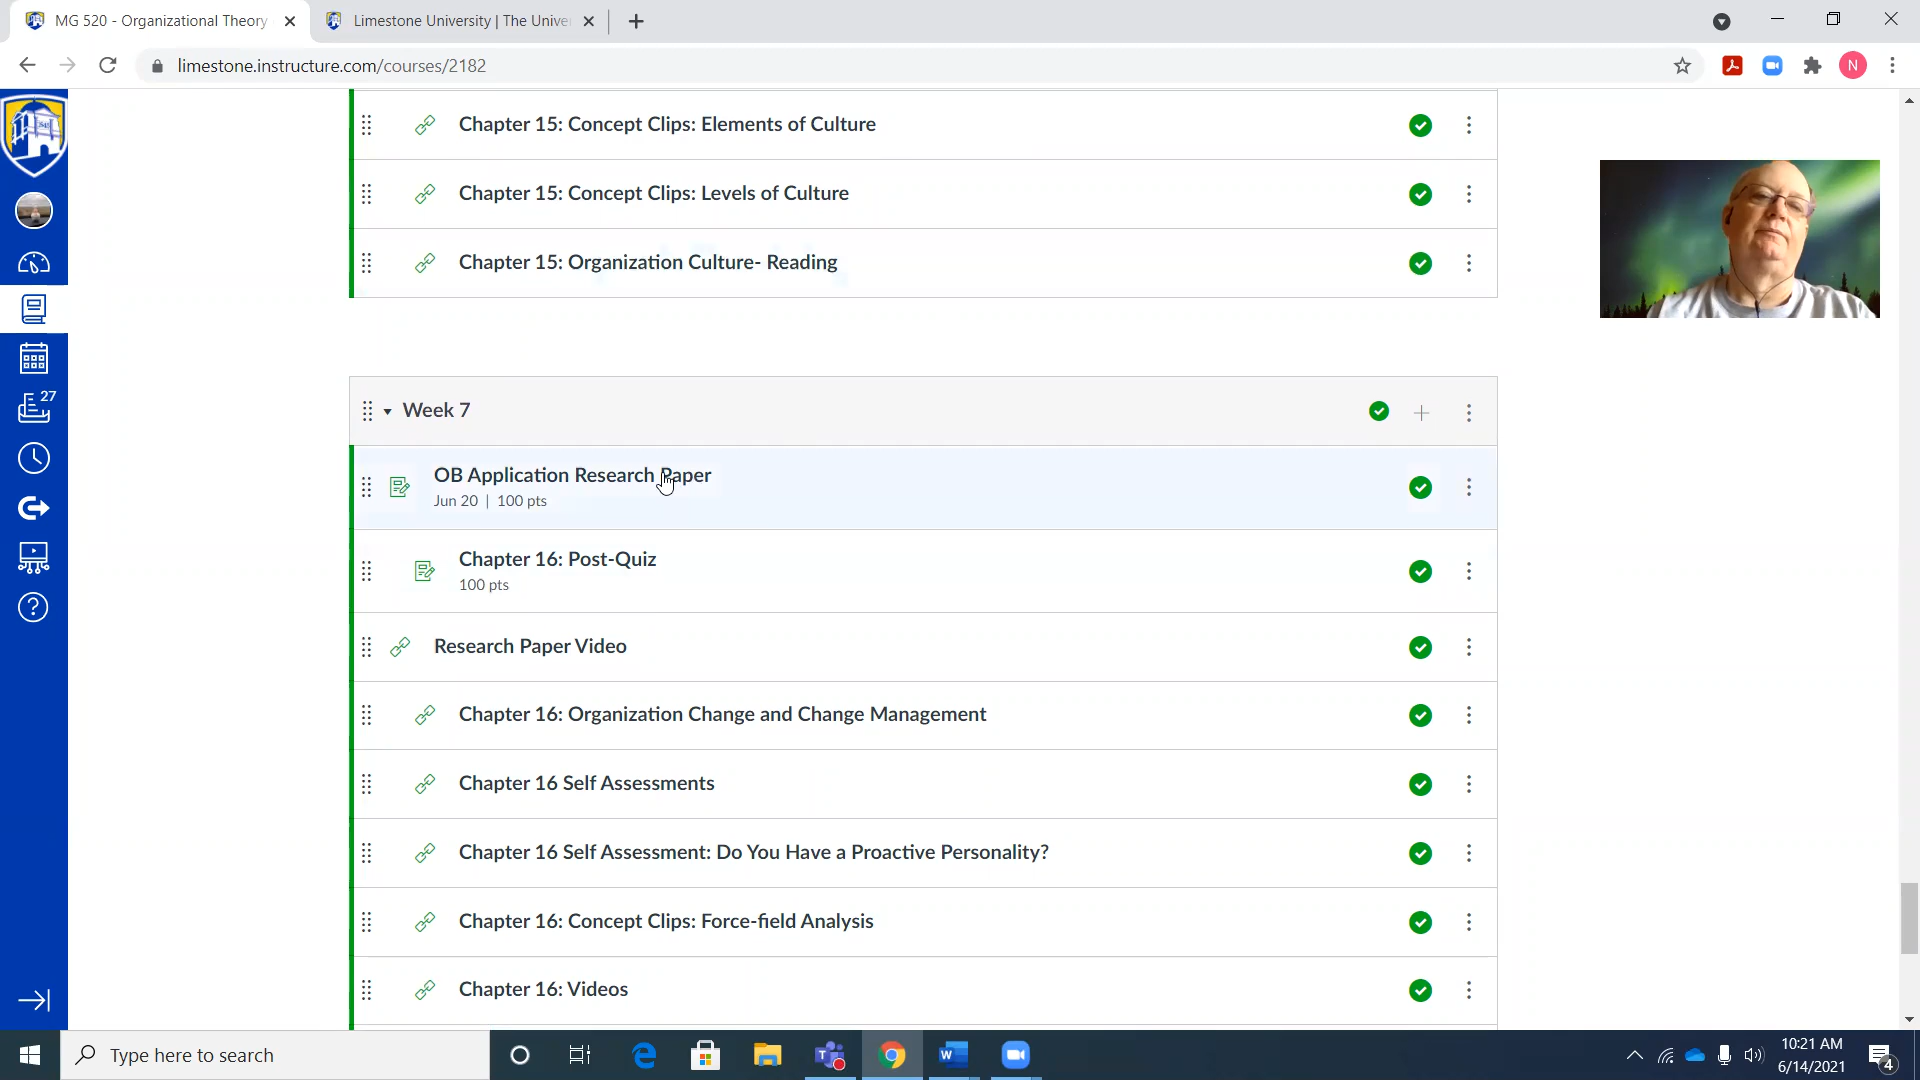 MG 520 - Organizational Theory
Limestone University | The Unive
limestone.instructure.com/courses/2182
N
Chapter 15: Concept Clips: Elements of Culture
Chapter 15: Concept Clips: Levels of Culture
Chapter 15: Organization Culture- Reading
27
Week 7
OB Application Research Paper
Jun 20 | 100 pts
Chapter 16: Post-Quiz
100 pts
Research Paper Video
Chapter 16: Organization Change and Change Management
Chapter 16 Self Assessments
Chapter 16 Self Assessment: Do You Have a Proactive Personality?
Chapter 16: Concept Clips: Force-field Analysis
Chapter 16: Videos
Type here to search
10:21 AM
6/14/2021
4